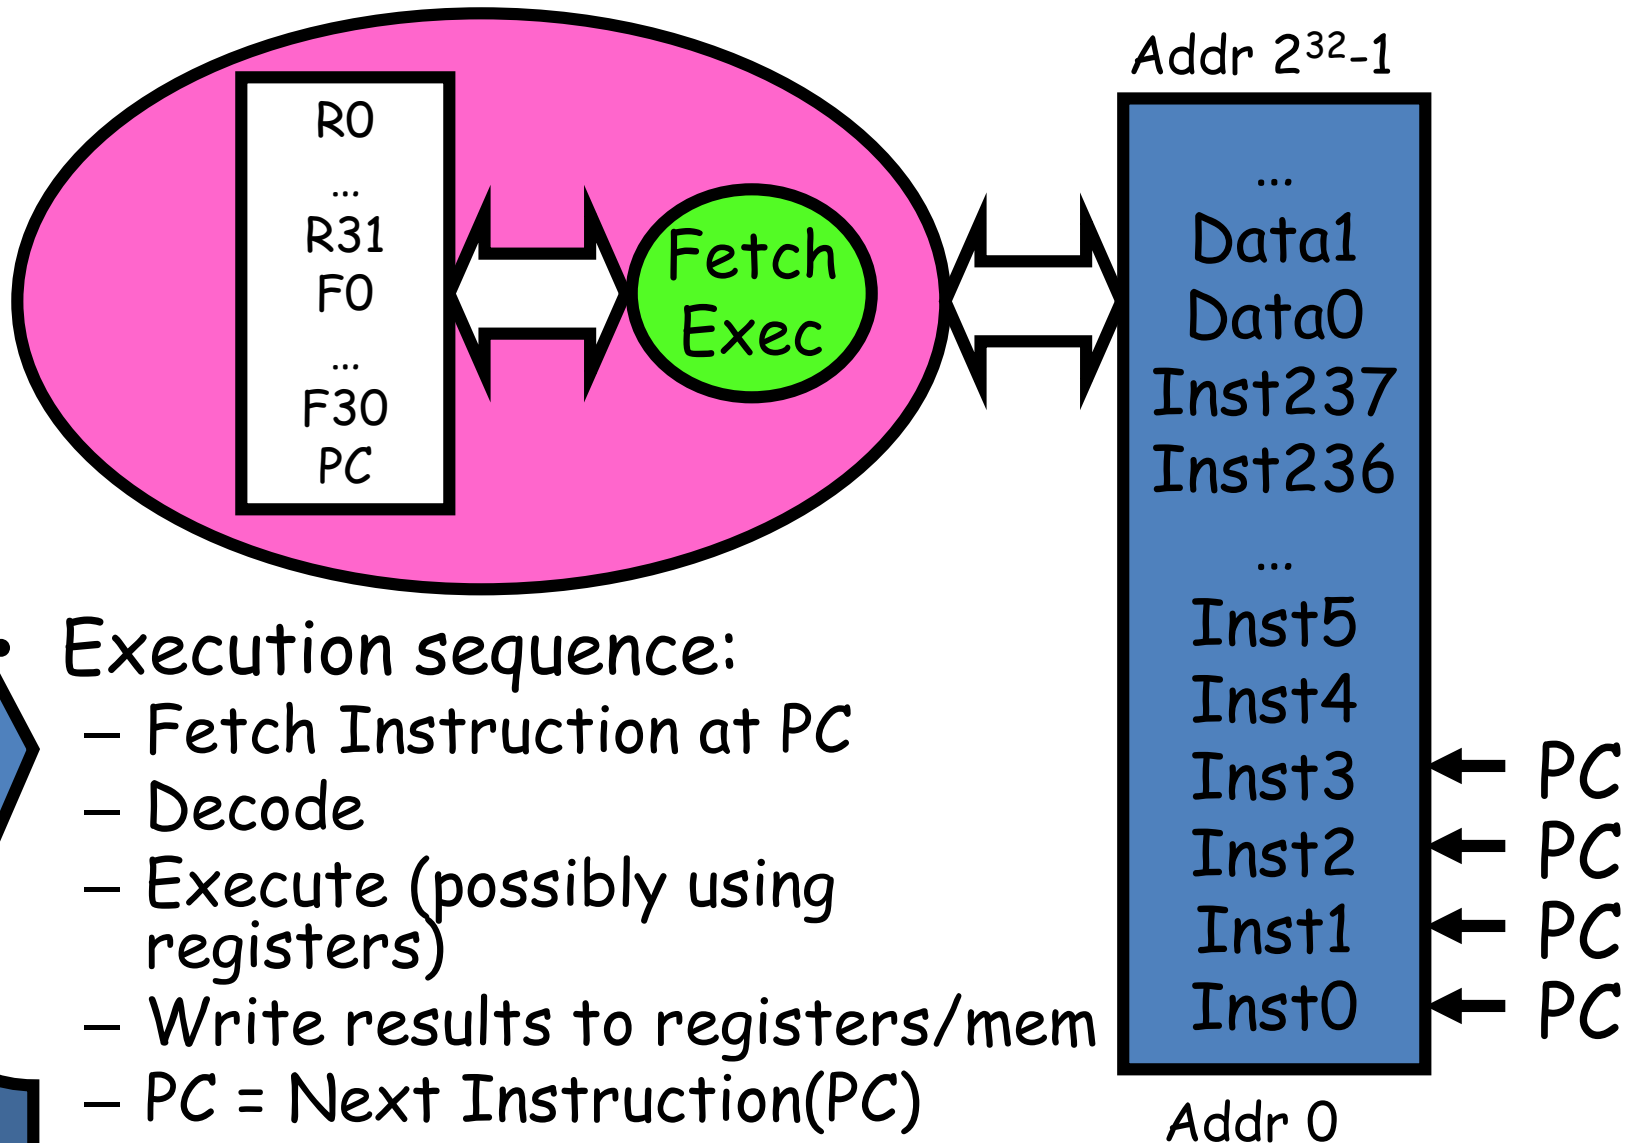 R0
...
R31
F0
...
F30
PC
Fetch
Exec
Addr 2³²-1
...
Data1
Data0
Inst237
Inst236
...
Inst5
Inst4
Inst3
Inst2
Inst1
Inst0
Addr 0
PC
PC
PC
PC
• Execution sequence:
– Fetch Instruction at PC
– Decode
– Execute (possibly using
registers)
– Write results to registers/mem
– PC = Next Instruction(PC)